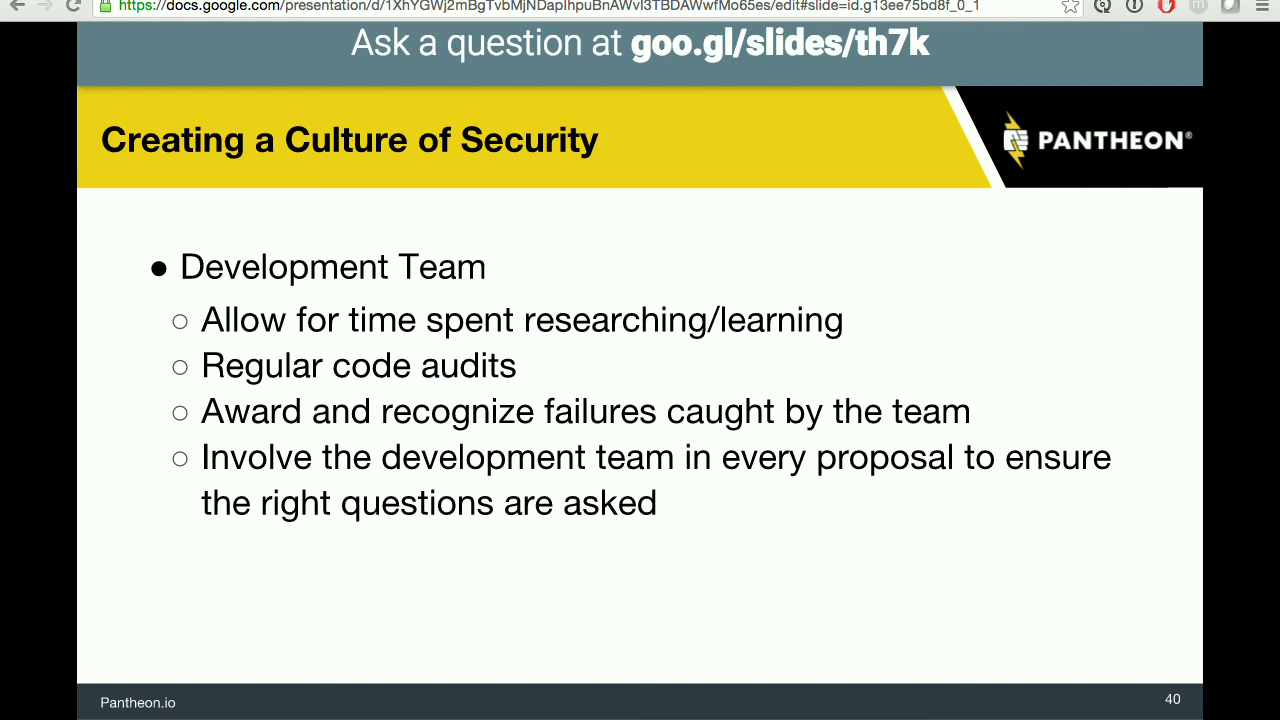 https://docs.google.com/presentation/d/1XhYGWj2mBgTvbMjNDapIhpuBnAWvl3TBDAWwfMo65es/edit#slide=id.g13ee75bd8f_0_1
Ask a question at goo.gl/slides/th7k
Creating a Culture of Security
PANTHEON®
● Development Team
○ Allow for time spent researching/learning
○ Regular code audits
○ Award and recognize failures caught by the team
○ Involve the development team in every proposal to ensure
the right questions are asked
Pantheon.io
40